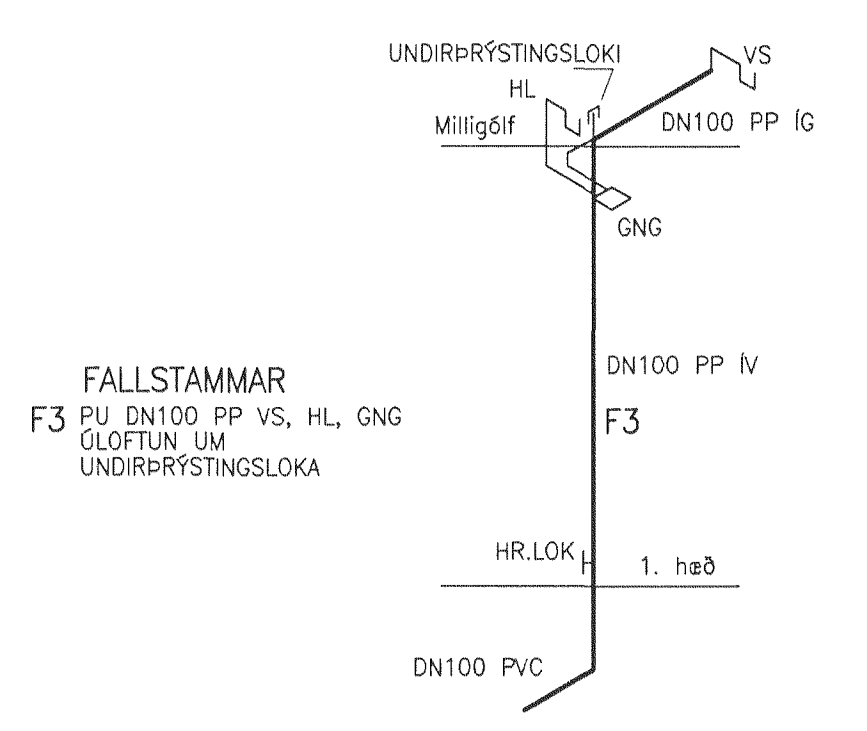 UNDIRÞRÝSTINGSLOKI
VS
HL
Milligólf
DN100 PP ÍG
GNG
DN100 PP ÍV
FALLSTAMMAR
F3 PU DN100 PP VS, HL, GNG
ÚLOFTUN UM
UNDIRÞRÝSTINGSLOKA
F3
HR.LOK
1. hæð
DN100 PVC